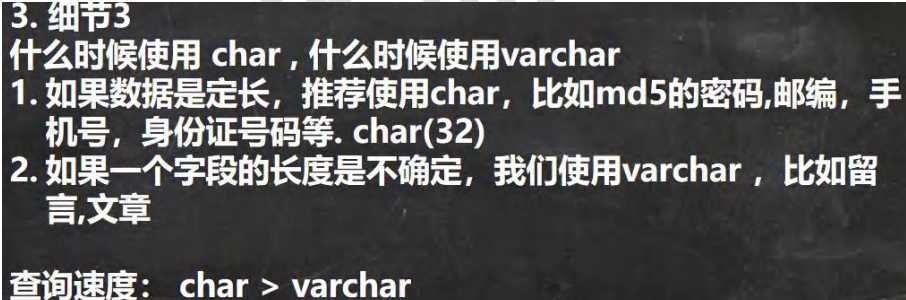 3. 细节3
什么时候使用 char , 什么时候使用varchar
1. 如果数据是定长，推荐使用char，比如md5的密码,邮编，手
机号，身份证号码等. char(32)
2. 如果一个字段的长度是不确定，我们使用varchar ，比如留
言,文章
查询速度： char > varchar